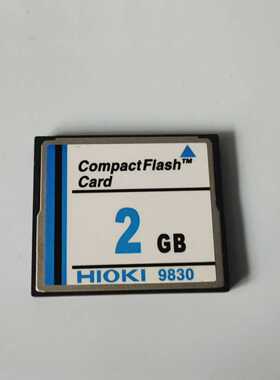 CompactFlash™
Card
2 GB
HIOKI 9830